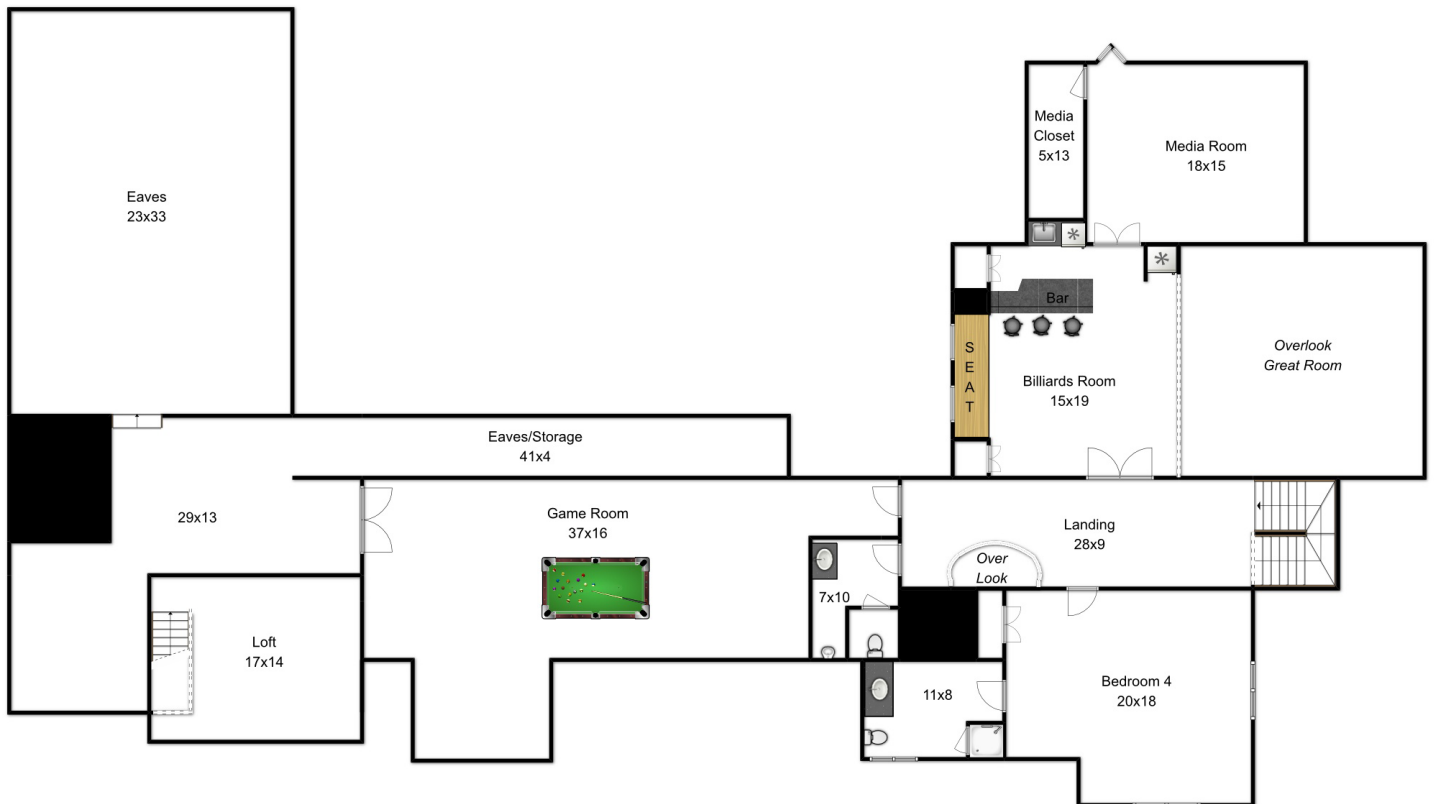 Eaves
23x33
Media
Closet
5x13
Media Room
18x15
Bar
S
E
A
T
Billiards Room
15x19
Overlook
Great Room
Eaves/Storage
41x4
29x13
Game Room
37x16
Landing
28x9
Over
Look
7x10
Loft
17x14
11x8
Bedroom 4
20x18